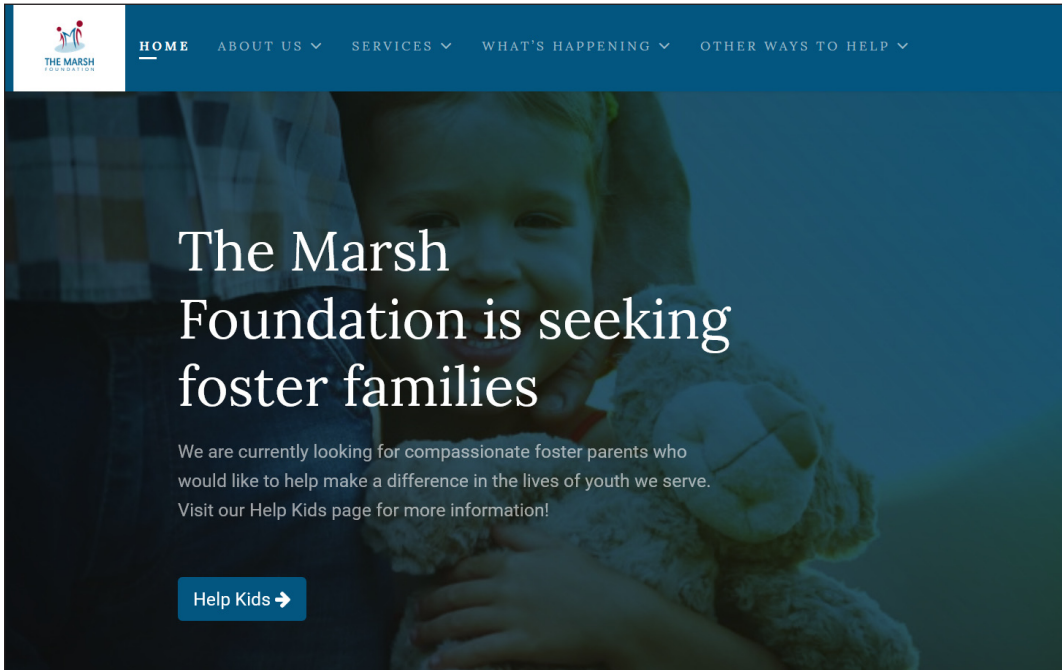 THE MARSH
FOUNDATION
HOME ABOUT US SERVICES WHAT'S HAPPENING OTHER WAYS TO HELP
The Marsh
Foundation is seeking
foster families
We are currently looking for compassionate foster parents who
would like to help make a difference in the lives of youth we serve.
Visit our Help Kids page for more information!
Help Kids